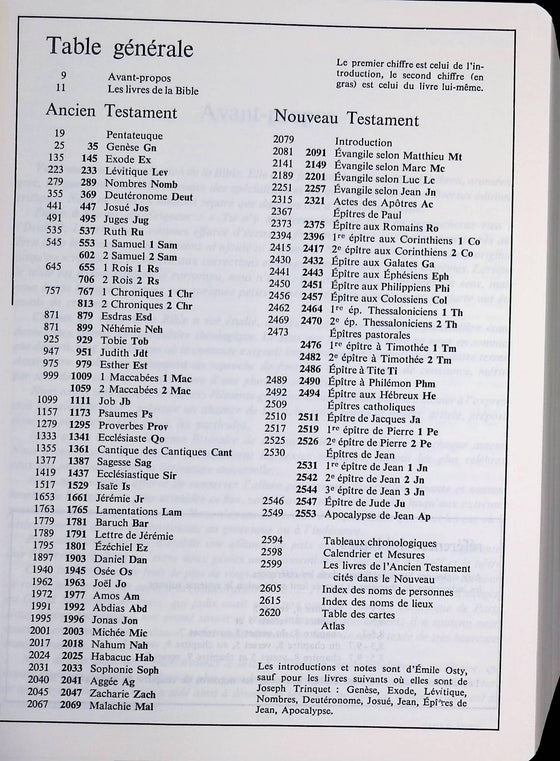 Table générale
Le premier chiffre est celui de l'in-
troduction, le second chiffre (en
gras) est celui du livre lui-même.
9 Avant-propos
11 Les livres de la Bible
Ancien Testament
19 Pentateuque
25 35 Genèse Gn
135 145 Exode Ex
223 233 Lévitique Lev
279 289 Nombres Nomb
355 369 Deutéronome Deut
441 447 Josué Jos
491 495 Juges Jug
535 537 Ruth Ru
545 553 1 Samuel 1 Sam
602 2 Samuel 2 Sam
645 655 1 Rois 1 Rs
706 2 Rois 2 Rs
757 767 1 Chroniques 1 Chr
813 2 Chroniques 2 Chr
871 879 Esdras Esd
871 899 Néhémie Neh
925 929 Tobie Tob
947 951 Judith Jdt
975 979 Esther Est
999 1009 1 Maccabées 1 Mac
1059 2 Maccabées 2 Mac
1099 1111 Job Jb
1157 1173 Psaumes Ps
1279 1295 Proverbes Prov
1333 1341 Ecclésiaste Qo
1355 1361 Cantique des Cantiques Cant
1377 1387 Sagesse Sag
1419 1437 Ecclésiastique Sir
1517 1529 Isaïe Is
1653 1661 Jérémie Jr
1763 1765 Lamentations Lam
1779 1781 Baruch Bar
1789 1791 Lettre de Jérémie
1795 1801 Ézéchiel Ez
1897 1903 Daniel Dan
1940 1945 Osée Os
1962 1963 Joël Jo
1972 1977 Amos Am
1991 1992 Abdias Abd
1995 1996 Jonas Jon
2001 2003 Michée Mic
2017 2018 Nahum Nah
2024 2025 Habacuc Hab
2031 2033 Sophonie Soph
2040 2041 Aggée Ag
2045 2047 Zacharie Zach
2067 2069 Malachie Mal
Nouveau Testament
2079 Introduction
2081 2091 Évangile selon Matthieu Mt
2141 2149 Évangile selon Marc Mc
2189 2201 Évangile selon Luc Lc
2251 2257 Évangile selon Jean Jn
2315 2321 Actes des Apôtres Ac
2367 Épîtres de Paul
2373 2375 Épître aux Romains Ro
2394 2396 1re épître aux Corinthiens 1 Co
2415 2417 2e épître aux Corinthiens 2 Co
2430 2432 Épître aux Galates Ga
2441 2443 Épître aux Éphésiens Eph
2450 2451 Épître aux Philippiens Phi
2456 2457 Épître aux Colossiens Col
2462 2464 1re ép. Thessaloniciens 1 Th
2469 2470 2e ép. Thessaloniciens 2 Th
2473 Épîtres pastorales
2476 1re épître à Timothée 1 Tm
2482 2e épître à Timothée 2 Tm
2486 Épître à Tite Ti
2489 2490 Épître à Philémon Phm
2492 2494 Épître aux Hébreux He
2509 Épîtres catholiques
2510 2511 Épître de Jacques Ja
2517 2519 1re épître de Pierre 1 Pe
2525 2526 2e épître de Pierre 2 Pe
2530 Épîtres de Jean
2531 1re épître de Jean 1 Jn
2542 2e épître de Jean 2 Jn
2544 3e épître de Jean 3 Jn
2546 2547 Épître de Jude Ju
2549 2553 Apocalypse de Jean Ap
2594 Tableaux chronologiques
2598 Calendrier et Mesures
2599 Les livres de l'Ancien Testament
cités dans le Nouveau
2605 Index des noms de personnes
2615 Index des noms de lieux
2620 Table des cartes
Atlas
Les introductions et notes sont d'Émile Osty,
sauf pour les livres suivants où elles sont de
Joseph Trinquet : Genèse, Exode, Lévitique,
Nombres, Deutéronome, Josué, Jean, Épîtres de
Jean, Apocalypse.